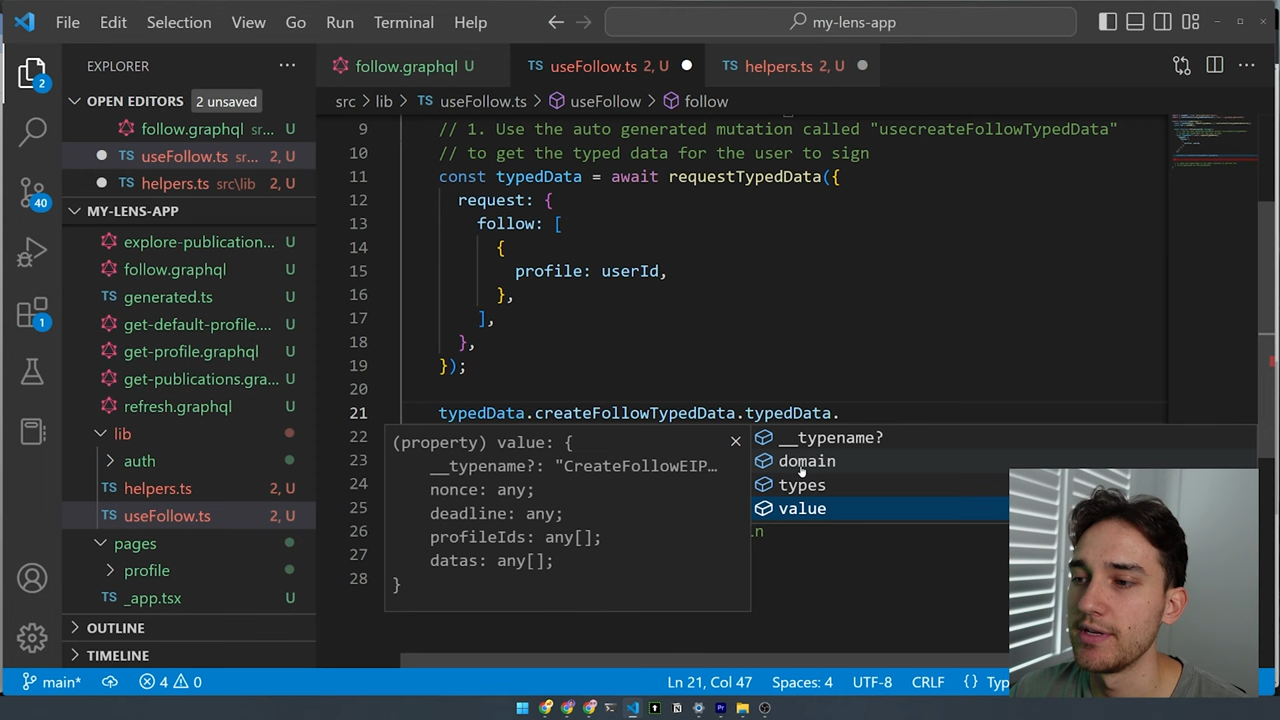 File Edit Selection View Go Run Terminal Help my-lens-app
EXPLORER
OPEN EDITORS 2 unsaved
follow.graphql sr... U
useFollow.ts sr... 2, U
helpers.ts src\lib 2, U
MY-LENS-APP
explore-publication... U
follow.graphql U
generated.ts U
get-default-profile.... U
get-profile.graphql U
get-publications.gra... U
refresh.graphql U
lib
auth
helpers.ts 2, U
useFollow.ts 2, U
pages
profile
_app.tsx U
OUTLINE
TIMELINE
follow.graphql U useFollow.ts 2, U helpers.ts 2, U
src > lib > TS useFollow.ts > useFollow > follow
9 // 1. Use the auto generated mutation called "usecreateFollowTypedData"
10 // to get the typed data for the user to sign
11 const typedData = await requestTypedData({
12 request: {
13 follow: [
14 {
15 profile: userId,
16 },
17 ],
18 },
19 });
20
21 typedData.createFollowTypedData.typedData.
22
23
24
25
26
27
28
(property) value: {
__typename?: "CreateFollowEIP…
nonce: any;
deadline: any;
profileIds: any[];
datas: any[];
}
__typename?
domain
types
value
main* 4 0 Ln 21, Col 47 Spaces: 4 UTF-8 CRLF {} Typ